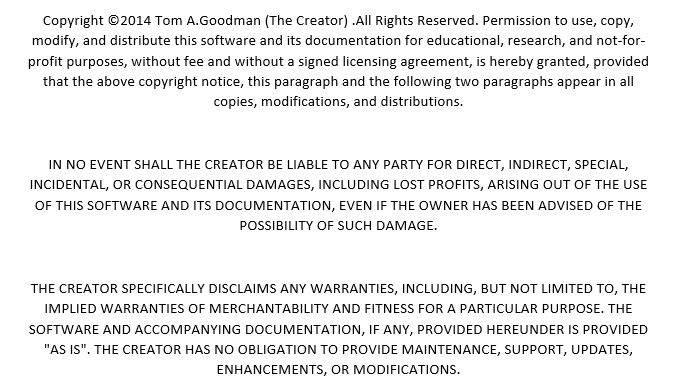 Copyright ©2014 Tom A.Goodman (The Creator) .All Rights Reserved. Permission to use, copy,
modify, and distribute this software and its documentation for educational, research, and not-for-
profit purposes, without fee and without a signed licensing agreement, is hereby granted, provided
that the above copyright notice, this paragraph and the following two paragraphs appear in all
copies, modifications, and distributions.
IN NO EVENT SHALL THE CREATOR BE LIABLE TO ANY PARTY FOR DIRECT, INDIRECT, SPECIAL,
INCIDENTAL, OR CONSEQUENTIAL DAMAGES, INCLUDING LOST PROFITS, ARISING OUT OF THE USE
OF THIS SOFTWARE AND ITS DOCUMENTATION, EVEN IF THE OWNER HAS BEEN ADVISED OF THE
POSSIBILITY OF SUCH DAMAGE.
THE CREATOR SPECIFICALLY DISCLAIMS ANY WARRANTIES, INCLUDING, BUT NOT LIMITED TO, THE
IMPLIED WARRANTIES OF MERCHANTABILITY AND FITNESS FOR A PARTICULAR PURPOSE. THE
SOFTWARE AND ACCOMPANYING DOCUMENTATION, IF ANY, PROVIDED HEREUNDER IS PROVIDED
"AS IS". THE CREATOR HAS NO OBLIGATION TO PROVIDE MAINTENANCE, SUPPORT, UPDATES,
ENHANCEMENTS, OR MODIFICATIONS.